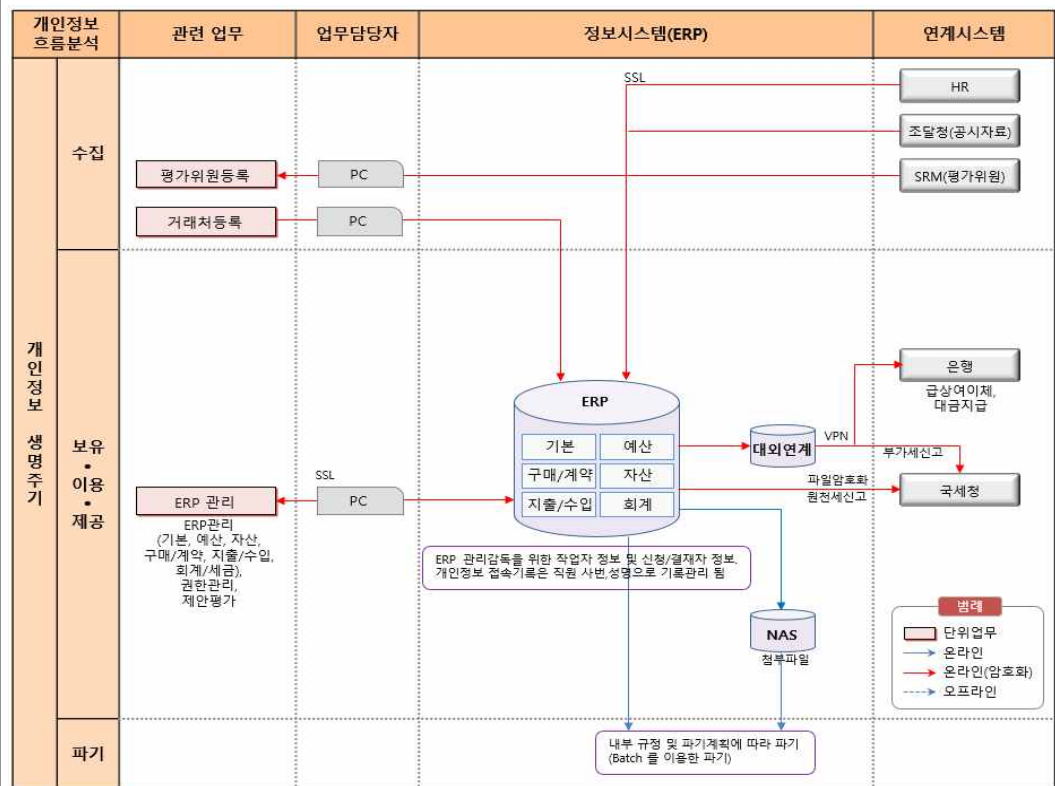 개인정보
흐름분석
관련 업무
업무담당자
정보시스템(ERP)
연계시스템
개인정보 생명주기
수집
SSL
HR
조달청(공시자료)
평가위원등록
PC
SRM(평가위원)
거래처등록
PC
보유
•
이용
•
제공
ERP
기본
예산
구매/계약
자산
지출/수입
회계
대외연계
VPN
은행
급상여이체,
대금지급
부가세신고
파일암호화
원천세신고
국세청
SSL
ERP 관리
PC
ERP관리
(기본, 예산, 자산,
구매/계약, 지출/수입,
회계/세금),
권한관리,
제안평가
ERP 관리감독을 위한 작업자 정보 및 신청/결재자 정보.
개인정보 접속기록은 직원 사번,성명으로 기록관리 됨
NAS
첨부파일
범례
단위업무
온라인
온라인(암호화)
오프라인
파기
내부 규정 및 파기계획에 따라 파기
(Batch 를 이용한 파기)